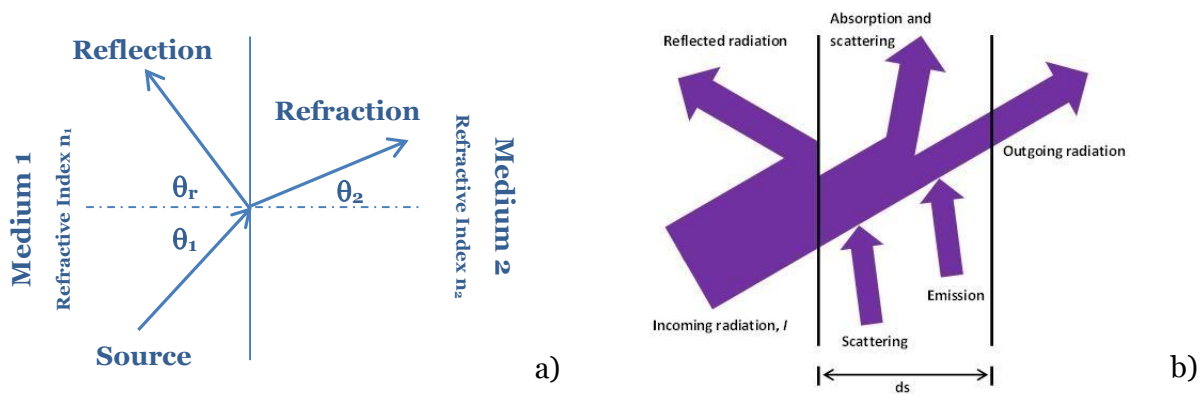 Reflection
Refraction
Medium 1
Refractive Index n₁
θᵣ
θ₂
θ₁
Refractive Index n₂
Medium 2
Source
a)
Absorption and
scattering
Reflected radiation
Outgoing radiation
Emission
Incoming radiation, I
Scattering
ds
b)